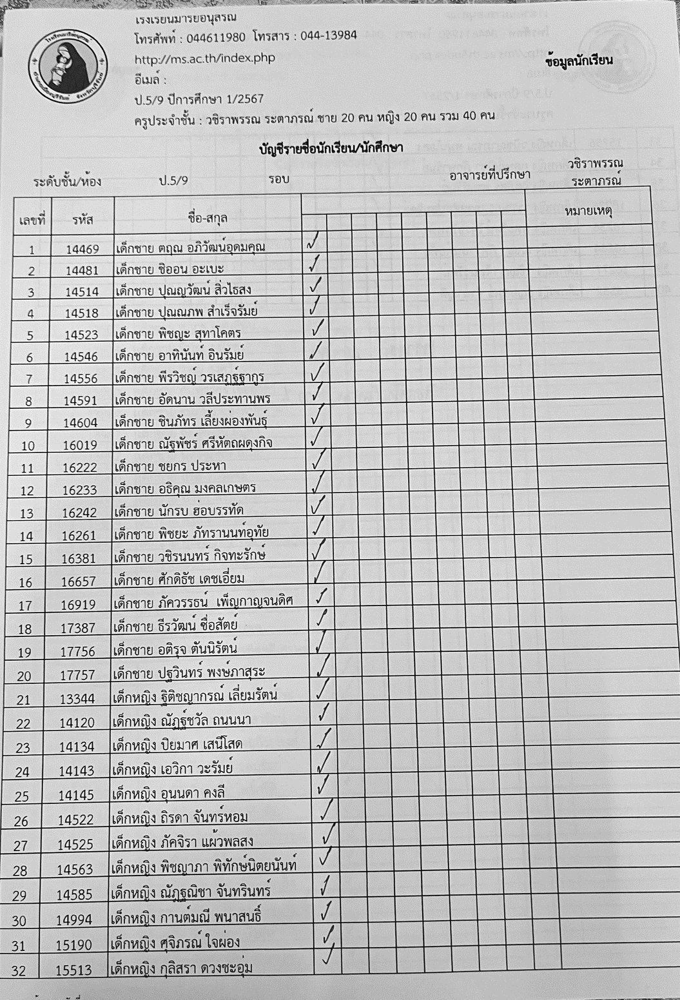 เรงเรียนมารยอนุสรณ
โทรศัพท์ : 044611980 โทรสาร : 044-13984
http://ms.ac.th/index.php
ข้อมูลนักเรียน
อีเมล์ :
ป.5/9 ปีการศึกษา 1/2567
ครูประจำชั้น : วชิราพรรณ ระตาภรณ์ ชาย 20 คน หญิง 20 คน รวม 40 คน
บัญชีรายชื่อนักเรียน/นักศึกษา
ระดับชั้น/ห้อง ป.5/9 รอบ อาจารย์ที่ปรึกษา วชิราพรรณ
ระตาภรณ์
เลขที่ รหัส ชื่อ-สกุล หมายเหตุ
1 14469 เด็กชาย ตฤณ อภิวัฒน์อุดมคุณ
2 14481 เด็กชาย ชิออน อะเบะ
3 14514 เด็กชาย ปุณญวัฒน์ ลิ่วไธสง
4 14518 เด็กชาย ปุณณภพ สำเร็จรัมย์
5 14523 เด็กชาย พิชญะ สุทาโคตร
6 14546 เด็กชาย อาทินันท์ อินรัมย์
7 14556 เด็กชาย พีรวิชญ์ วรเสฏฐ์ฐากูร
8 14591 เด็กชาย อัดนาน วลีประทานพร
9 14604 เด็กชาย ชินภัทร เลี้ยงผ่องพันธุ์
10 16019 เด็กชาย ณัฐพัชร์ ศรีหัตถผดุงกิจ
11 16222 เด็กชาย ชยกร ประหา
12 16233 เด็กชาย อธิคุณ มงคลเกษตร
13 16242 เด็กชาย นักรบ ฮ่อบรรทัด
14 16261 เด็กชาย พิชยะ ภัทรานนท์อุทัย
15 16381 เด็กชาย วชิรนนทร์ กิจทะรักษ์
16 16657 เด็กชาย ศักดิธัช เดชเอี่ยม
17 16919 เด็กชาย ภัควรรธน์ เพ็ญกาญจนดิศ
18 17387 เด็กชาย ธีรวัฒน์ ซื่อสัตย์
19 17756 เด็กชาย อติรุจ ตันนิรัตน์
20 17757 เด็กชาย ปฐวินทร์ พงษ์ภาสุระ
21 13344 เด็กหญิง ฐิติชญากรณ์ เลี่ยมรัตน์
22 14120 เด็กหญิง ณัฏฐ์ชวัล ถนนนา
23 14134 เด็กหญิง ปิยมาศ เสนีโสด
24 14143 เด็กหญิง เอวิกา วะรัมย์
25 14145 เด็กหญิง อุนนดา คงลี
26 14522 เด็กหญิง ถิรดา จันทร์หอม
27 14525 เด็กหญิง ภัคจิรา แผ้วพลสง
28 14563 เด็กหญิง พิชญาภา พิทักษ์นิตยนันท์
29 14585 เด็กหญิง ณัฏฐณิชา จันทรินทร์
30 14994 เด็กหญิง กานต์มณี พนาสนธิ์
31 15190 เด็กหญิง ศุจิภรณ์ ใจผ่อง
32 15513 เด็กหญิง กุลิสรา ดวงชะอุ่ม